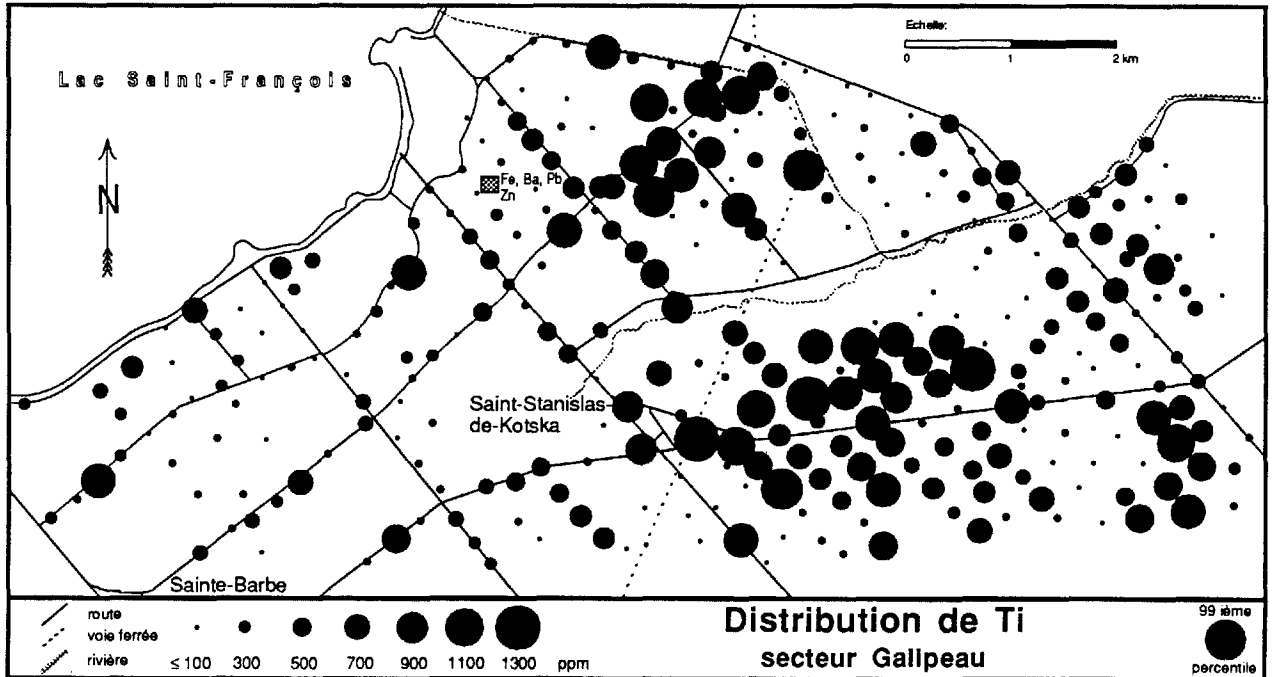 Echelle:
0 1 2 km
Lac Saint-François
N
Fe, Ba, Pb
Zn
Saint-Stanislas
de-Kotska
Sainte-Barbe
route
voie ferrée
rivière
≤ 100 300 500 700 900 1100 1300 ppm
Distribution de Ti
secteur Galipeau
99 ième
percentile